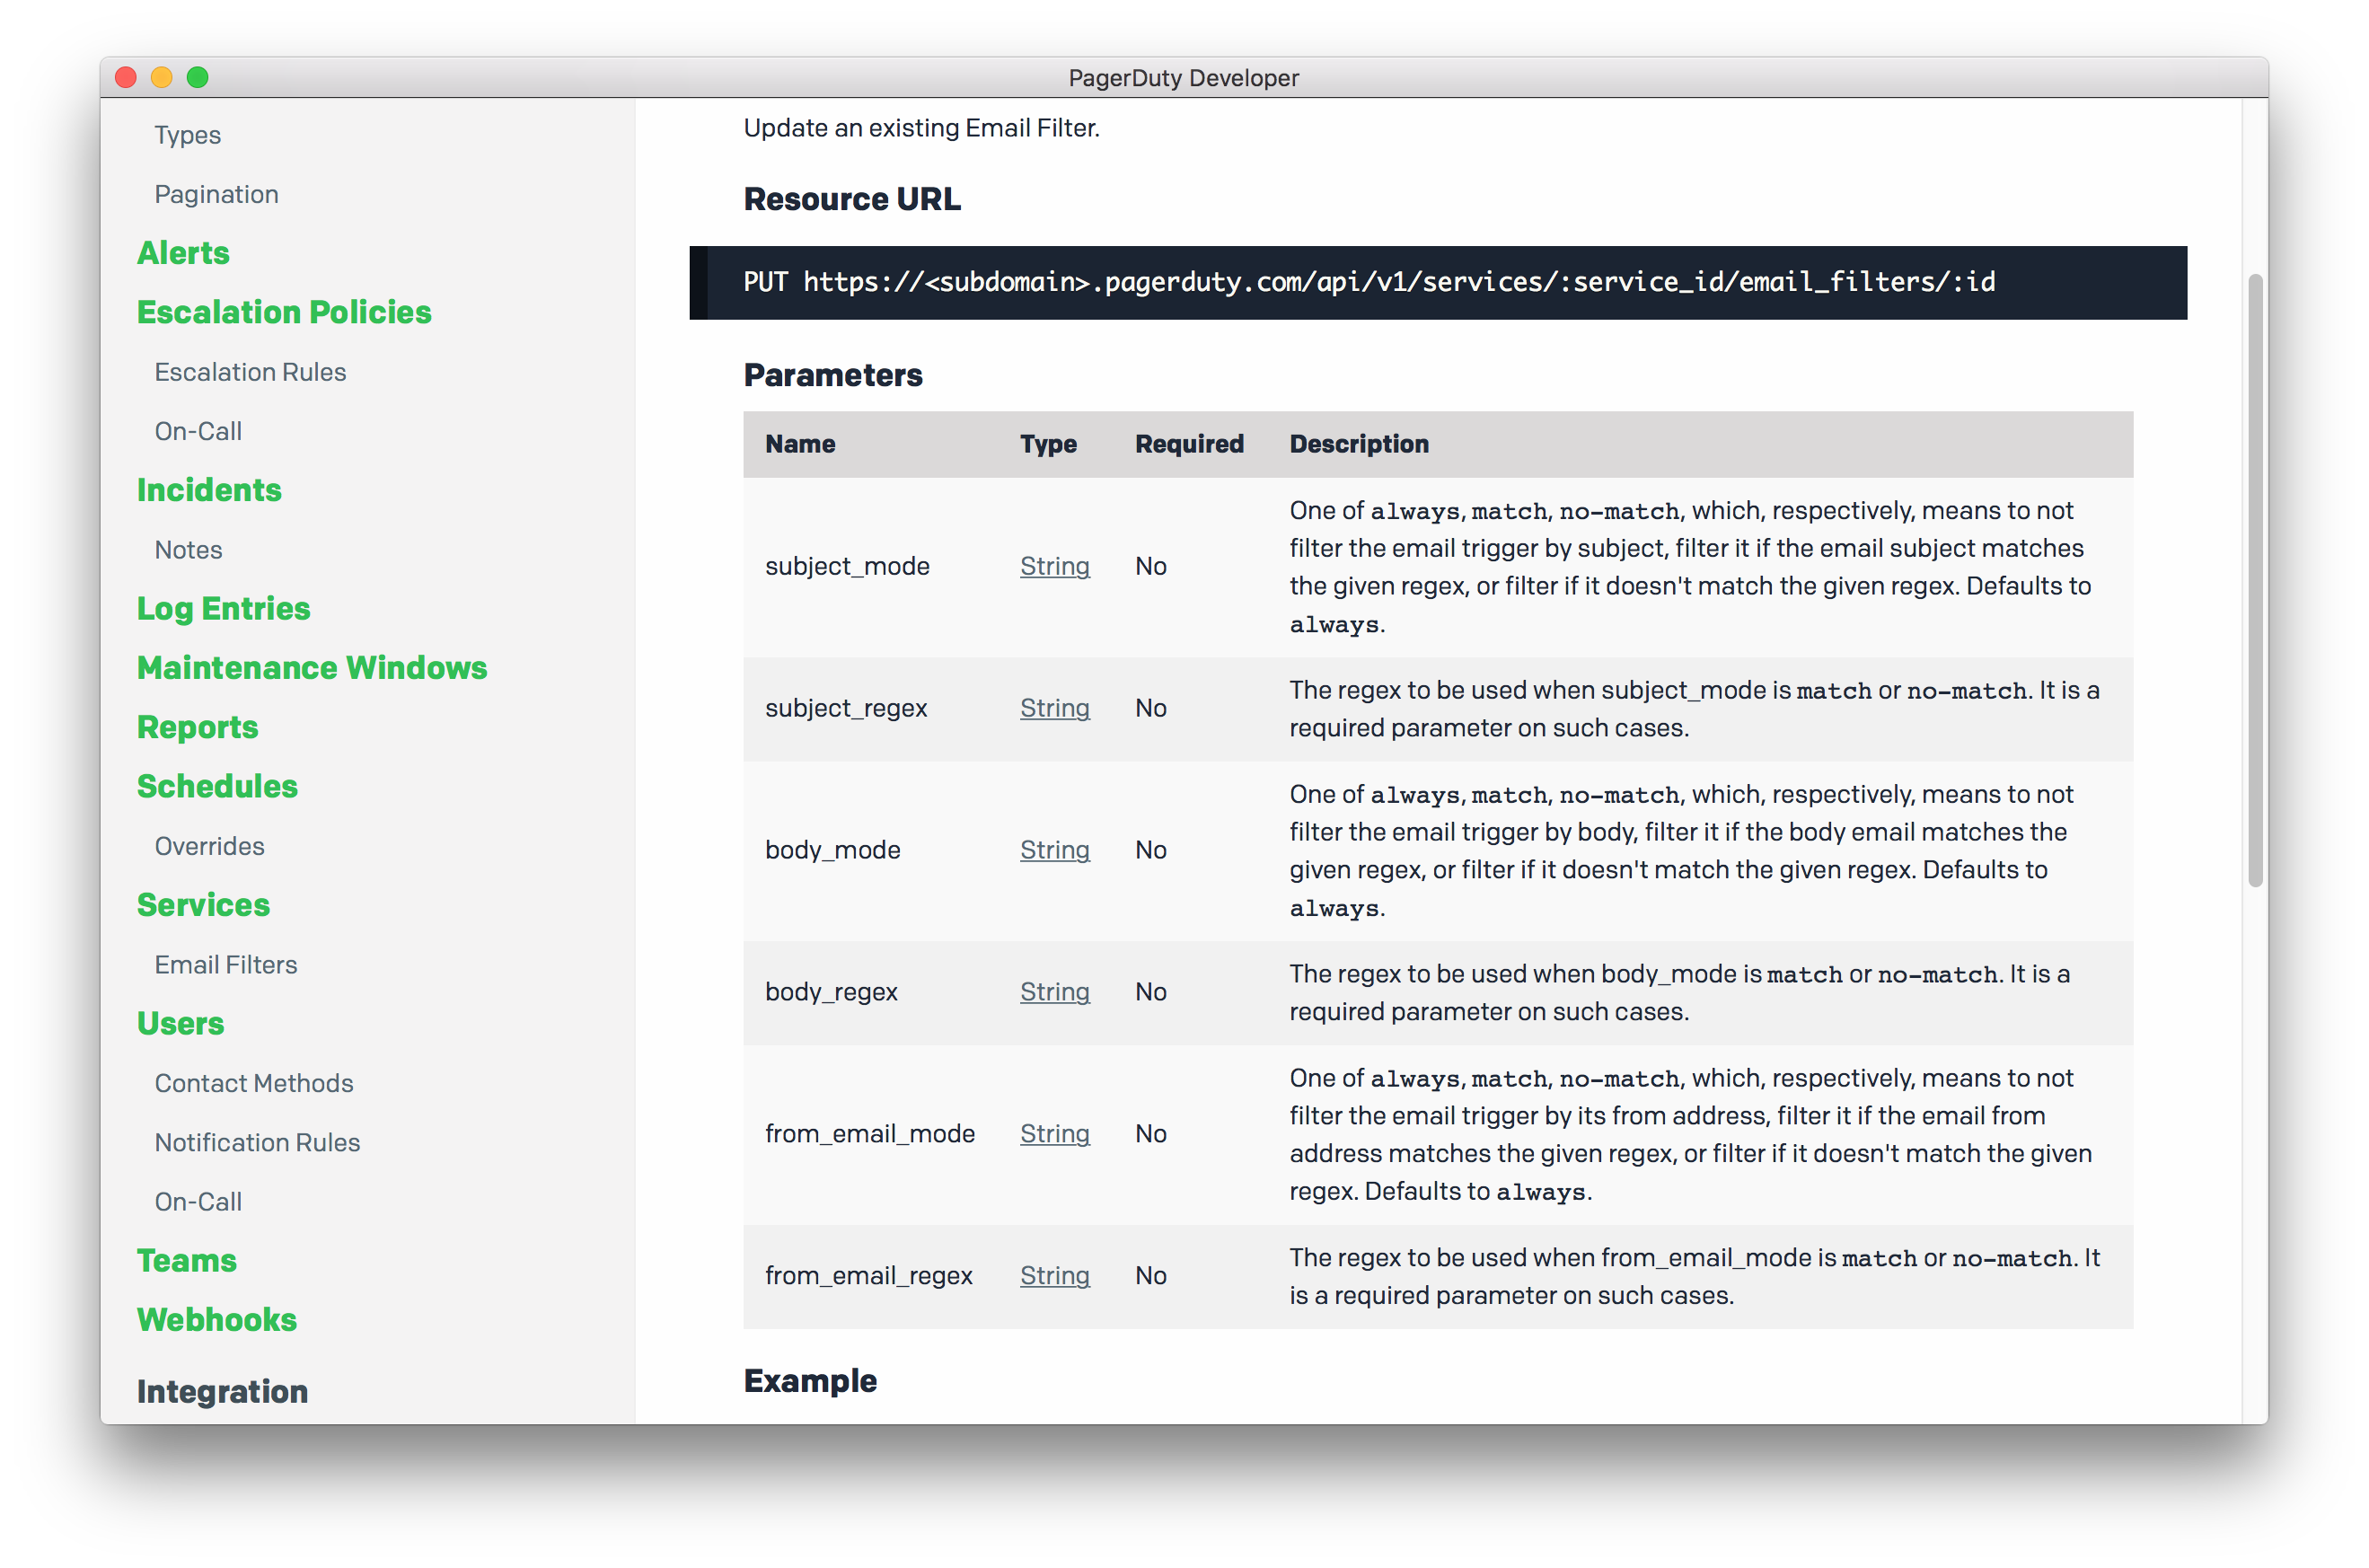 PagerDuty Developer
Types
Pagination
Alerts
Escalation Policies
Escalation Rules
On-Call
Incidents
Notes
Log Entries
Maintenance Windows
Reports
Schedules
Overrides
Services
Email Filters
Users
Contact Methods
Notification Rules
On-Call
Teams
Webhooks
Integration
Update an existing Email Filter.
Resource URL
PUT https://<subdomain>.pagerduty.com/api/v1/services/:service_id/email_filters/:id
Parameters
Name Type Required Description
subject_mode String No
One of always, match, no-match, which, respectively, means to not
filter the email trigger by subject, filter it if the email subject matches
the given regex, or filter if it doesn't match the given regex. Defaults to
always.
subject_regex String No
The regex to be used when subject_mode is match or no-match. It is a
required parameter on such cases.
body_mode String No
One of always, match, no-match, which, respectively, means to not
filter the email trigger by body, filter it if the body email matches the
given regex, or filter if it doesn't match the given regex. Defaults to
always.
body_regex String No
The regex to be used when body_mode is match or no-match. It is a
required parameter on such cases.
from_email_mode String No
One of always, match, no-match, which, respectively, means to not
filter the email trigger by its from address, filter it if the email from
address matches the given regex, or filter if it doesn't match the given
regex. Defaults to always.
from_email_regex String No
The regex to be used when from_email_mode is match or no-match. It
is a required parameter on such cases.
Example